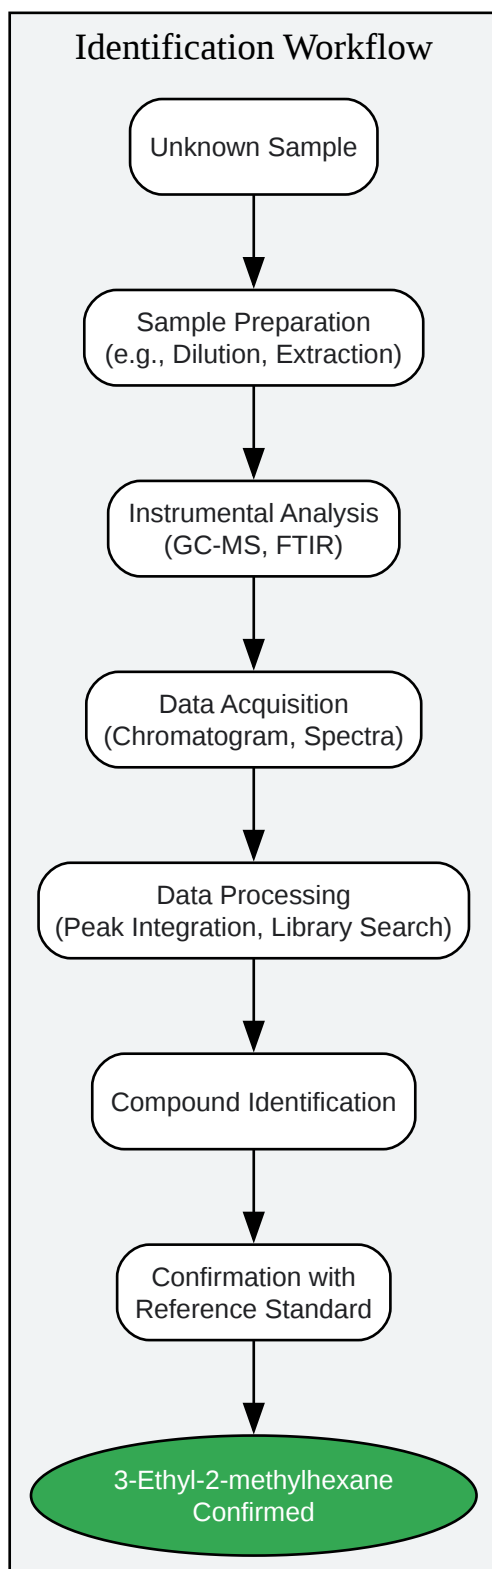 Identification Workflow
Unknown Sample
Sample Preparation
(e.g., Dilution, Extraction)
Instrumental Analysis
(GC-MS, FTIR)
Data Acquisition
(Chromatogram, Spectra)
Data Processing
(Peak Integration, Library Search)
Compound Identification
Confirmation with
Reference Standard
3-Ethyl-2-methylhexane
Confirmed